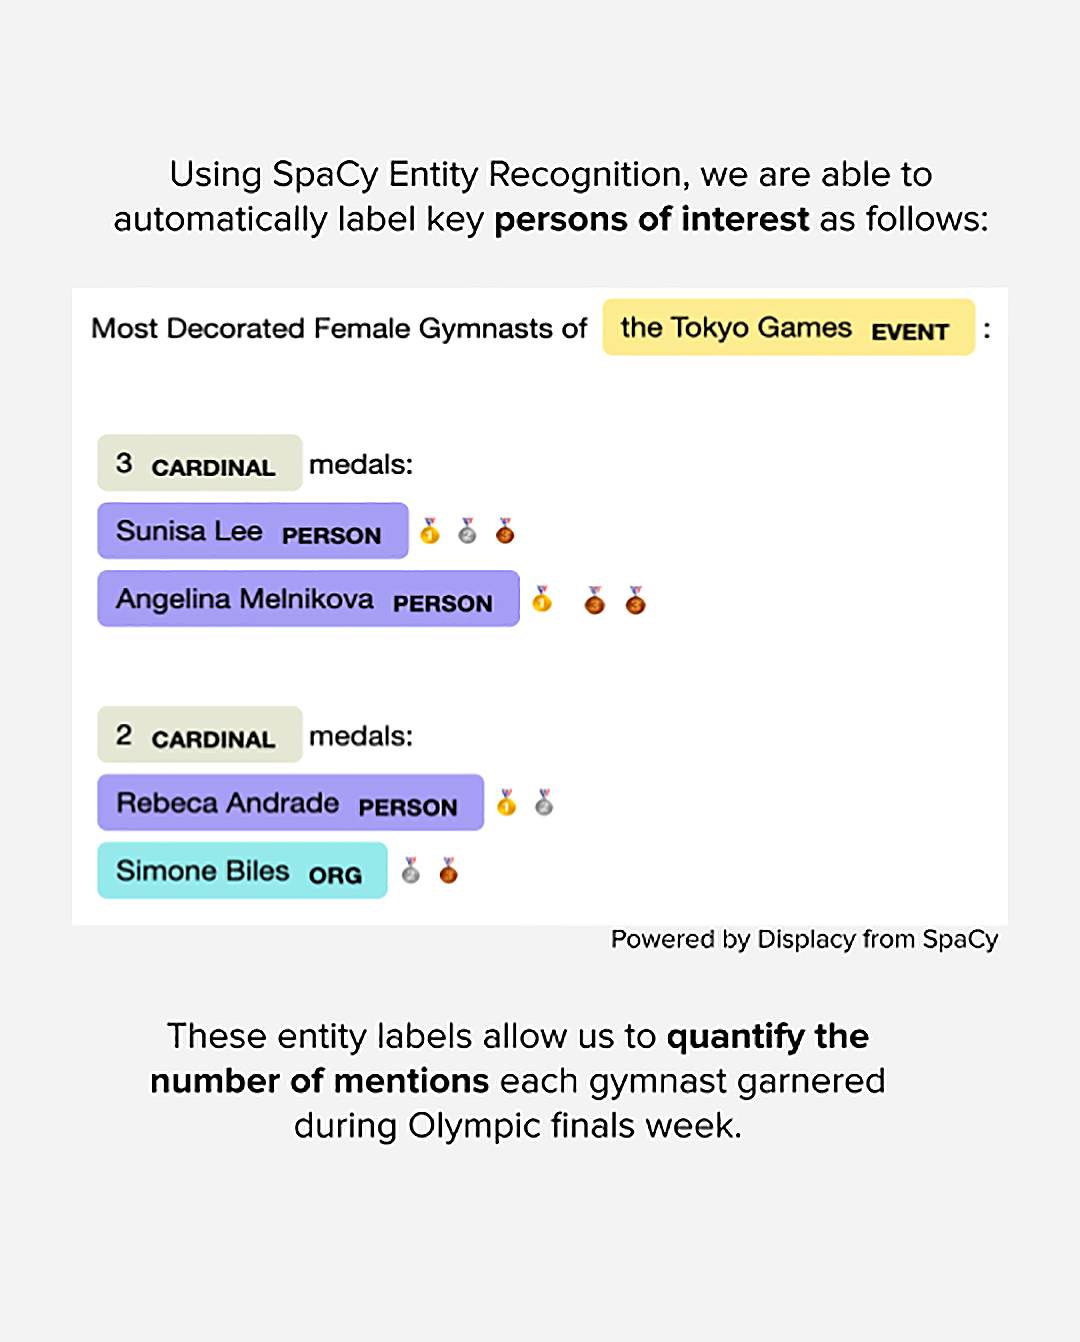 Using SpaCy Entity Recognition, we are able to
automatically label key persons of interest as follows:
Most Decorated Female Gymnasts of the Tokyo Games EVENT :
3 CARDINAL medals:
Sunisa Lee PERSON 🥇 🥈 🥉
Angelina Melnikova PERSON 🥇 🥉 🥉
2 CARDINAL medals:
Rebeca Andrade PERSON 🥇 🥈
Simone Biles ORG 🥈 🥉
Powered by Displacy from SpaCy
These entity labels allow us to quantify the
number of mentions each gymnast garnered
during Olympic finals week.